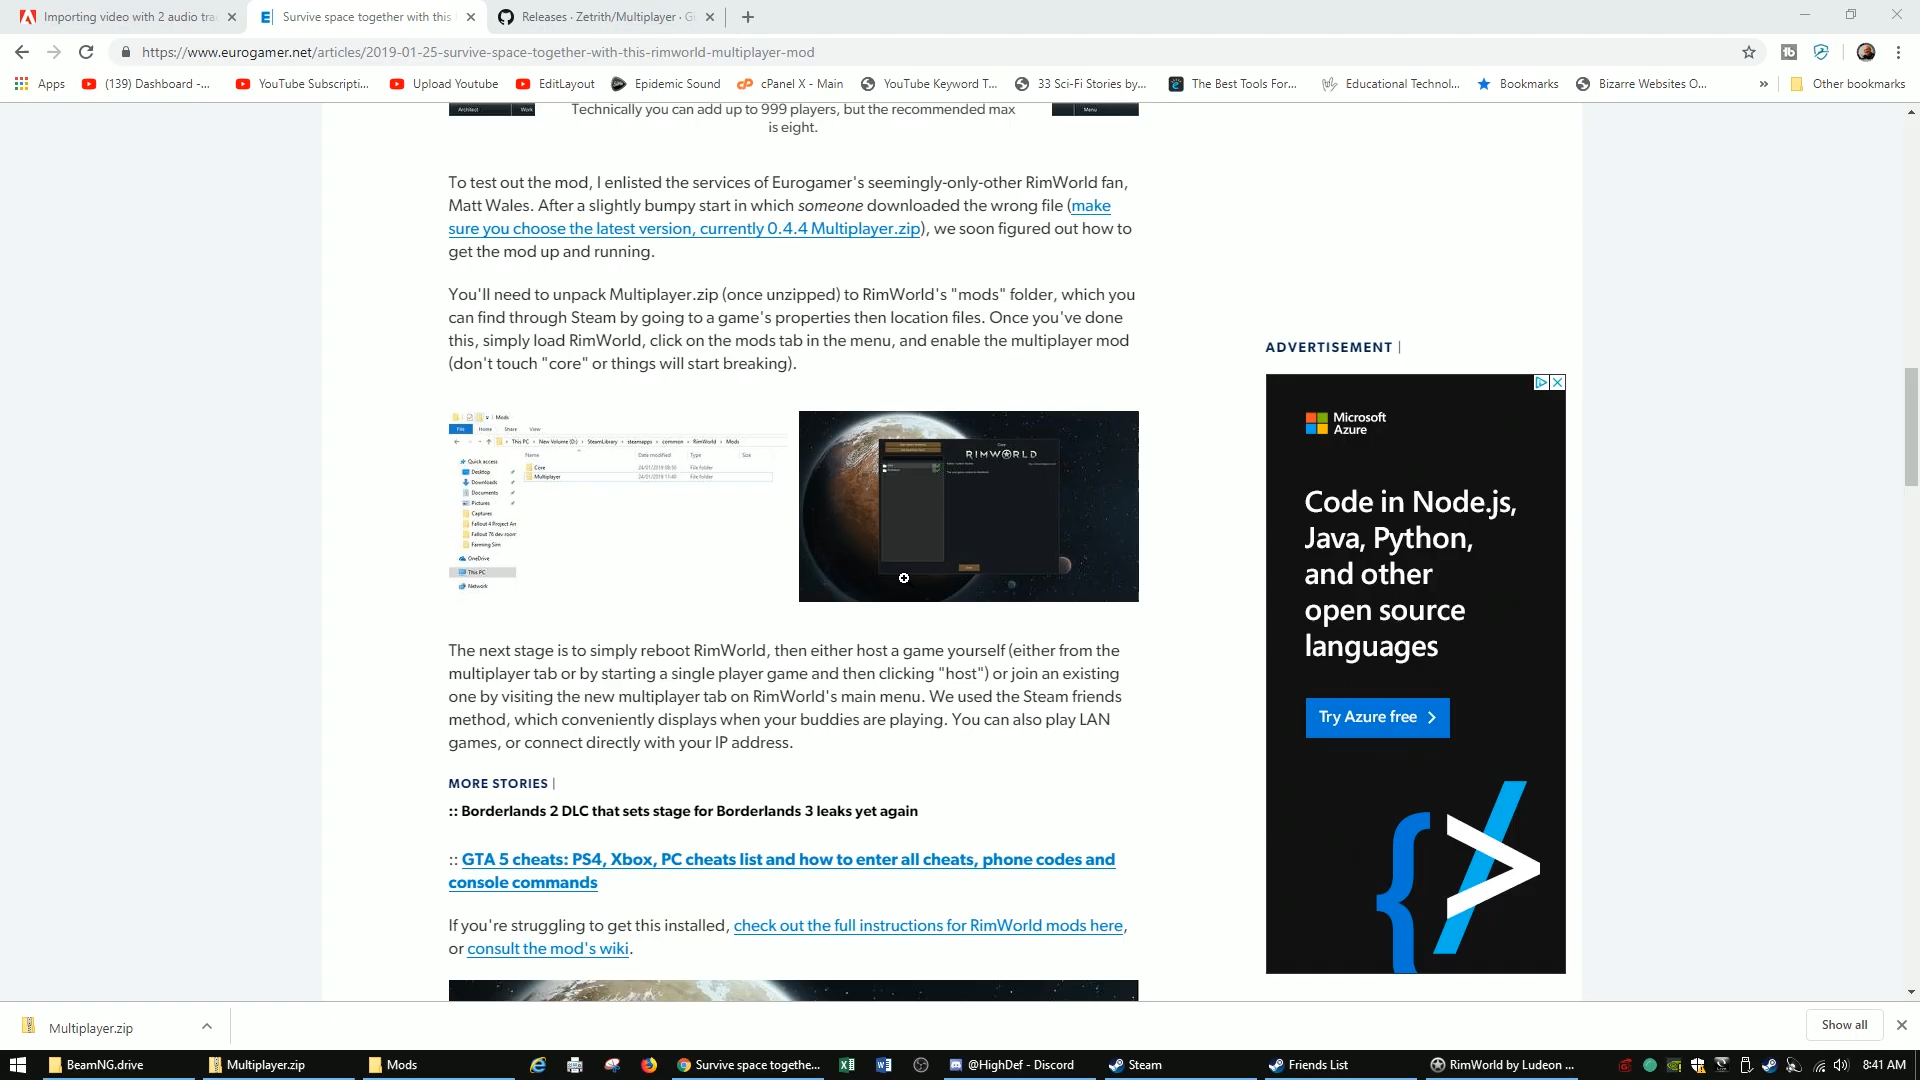 Importing video with 2 audio tra
Survive space together with this
Releases · Zetrith/Multiplayer · G
https://www.eurogamer.net/articles/2019-01-25-survive-space-together-with-this-rimworld-multiplayer-mod
Apps
(139) Dashboard -...
YouTube Subscripti...
Upload Youtube
EditLayout
Epidemic Sound
cPanel X - Main
YouTube Keyword T...
33 Sci-Fi Stories by...
The Best Tools For...
Educational Technol...
Bookmarks
Bizarre Websites O...
»
Other bookmarks
Architect
Work
Technically you can add up to 999 players, but the recommended max
is eight.
Menu
To test out the mod, I enlisted the services of Eurogamer's seemingly-only-other RimWorld fan,
Matt Wales. After a slightly bumpy start in which someone downloaded the wrong file (make
sure you choose the latest version, currently 0.4.4 Multiplayer.zip), we soon figured out how to
get the mod up and running.
You'll need to unpack Multiplayer.zip (once unzipped) to RimWorld's "mods" folder, which you
can find through Steam by going to a game's properties then location files. Once you've done
this, simply load RimWorld, click on the mods tab in the menu, and enable the multiplayer mod
(don't touch "core" or things will start breaking).
Mods
File Home Share View
This PC > New Volume (D:) > SteamLibrary > steamapps > common > RimWorld > Mods
Name Date modified Type Size
Core 24/01/2019 08:50 File folder
Multiplayer 24/01/2019 11:40 File folder
Quick access
Desktop
Downloads
Documents
Pictures
Captures
Fallout 4 Project Ar
Fallout 76 dev room
Farming Sim
OneDrive
This PC
Network
RIMWORLD
ADVERTISEMENT |
Microsoft
Azure
Code in Node.js,
Java, Python,
and other
open source
languages
Try Azure free >
The next stage is to simply reboot RimWorld, then either host a game yourself (either from the
multiplayer tab or by starting a single player game and then clicking "host") or join an existing
one by visiting the new multiplayer tab on RimWorld's main menu. We used the Steam friends
method, which conveniently displays when your buddies are playing. You can also play LAN
games, or connect directly with your IP address.
MORE STORIES |
:: Borderlands 2 DLC that sets stage for Borderlands 3 leaks yet again
:: GTA 5 cheats: PS4, Xbox, PC cheats list and how to enter all cheats, phone codes and
console commands
If you're struggling to get this installed, check out the full instructions for RimWorld mods here,
or consult the mod's wiki.
Multiplayer.zip
Show all
BeamNG.drive
Multiplayer.zip
Mods
Survive space togethe...
@HighDef - Discord
Steam
Friends List
RimWorld by Ludeon ...
8:41 AM